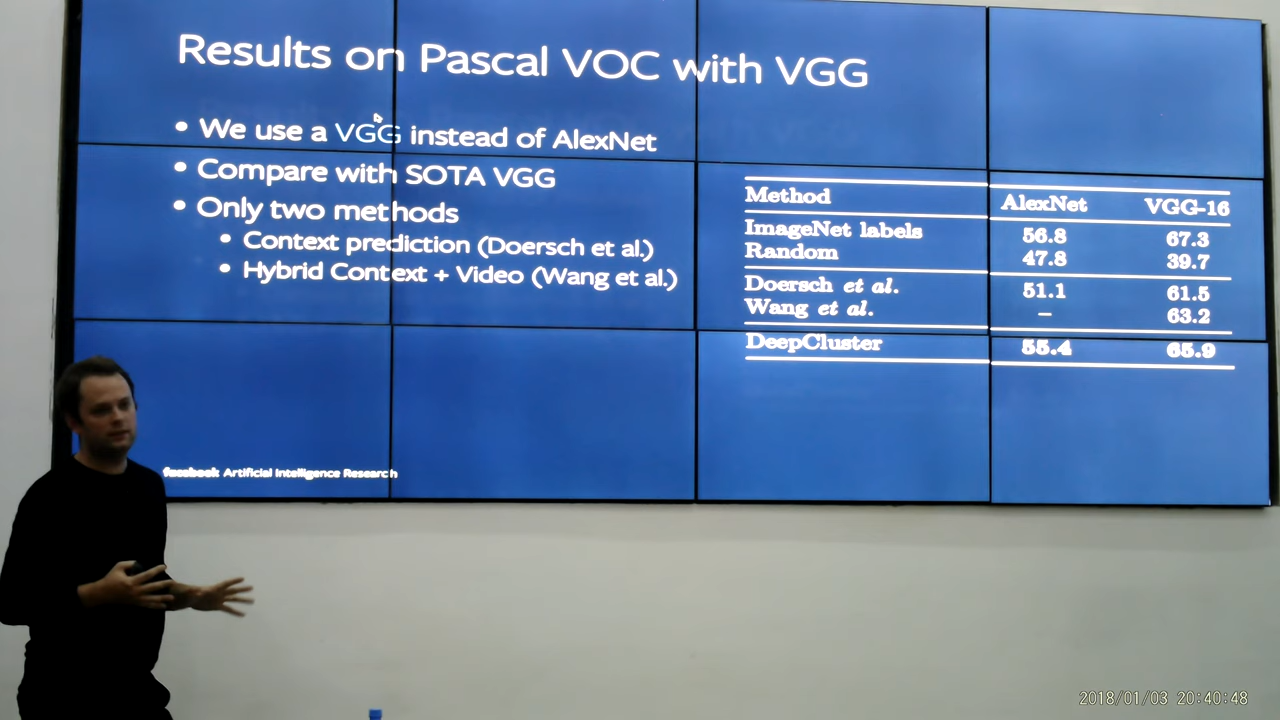 Results on Pascal VOC with VGG
• We use a VGG instead of AlexNet
• Compare with SOTA VGG
• Only two methods
• Context prediction (Doersch et al.)
• Hybrid Context + Video (Wang et al.)
Method AlexNet VGG-16
ImageNet labels 56.8 67.3
Random 47.8 39.7
Doersch et al. 51.1 61.5
Wang et al. – 63.2
DeepCluster 55.4 65.9
facebook Artificial Intelligence Research
2018/01/03 20:40:48